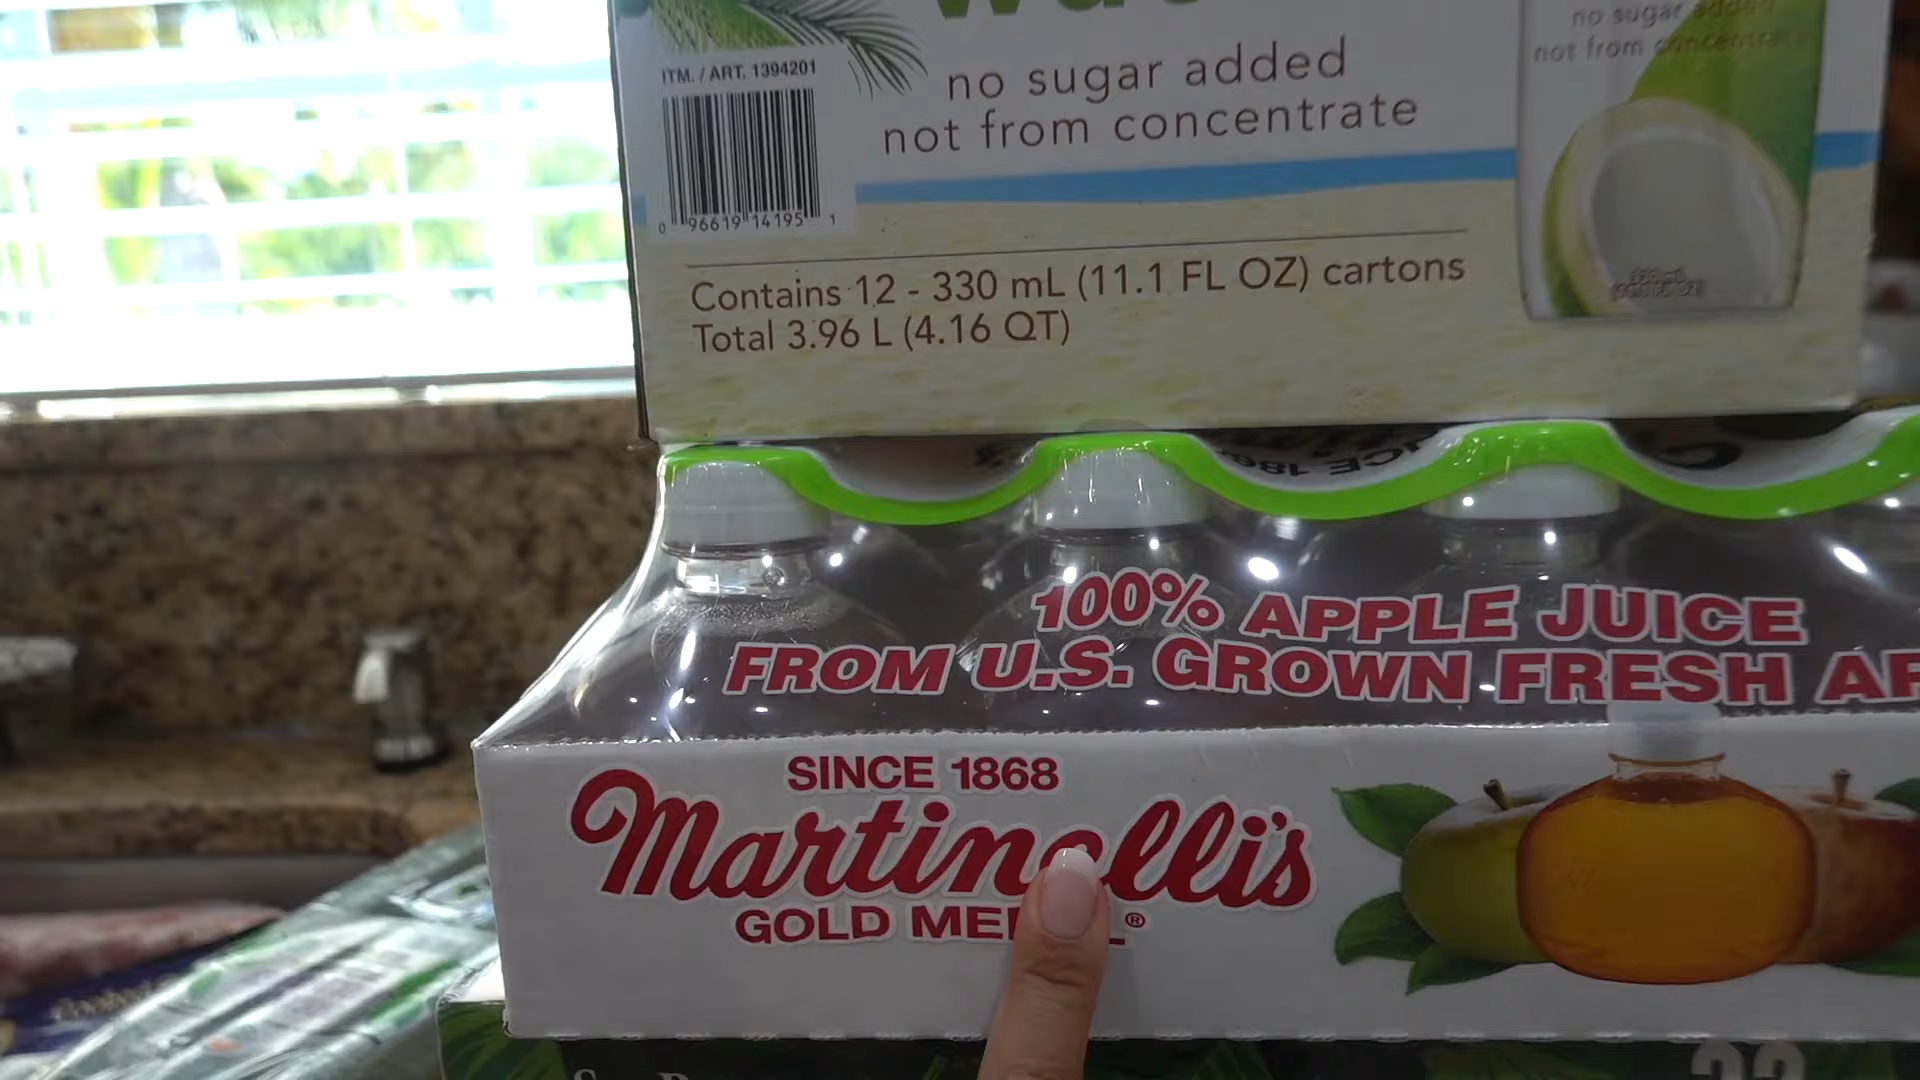 ITM. / ART. 1394201
0 96619 14195 1
no sugar added
not from concentrate
Contains 12 - 330 mL (11.1 FL OZ) cartons
Total 3.96 L (4.16 QT)
no sugar added
not from concentrate
100% APPLE JUICE
FROM U.S. GROWN FRESH
SINCE 1868
Martinelli's
GOLD
®